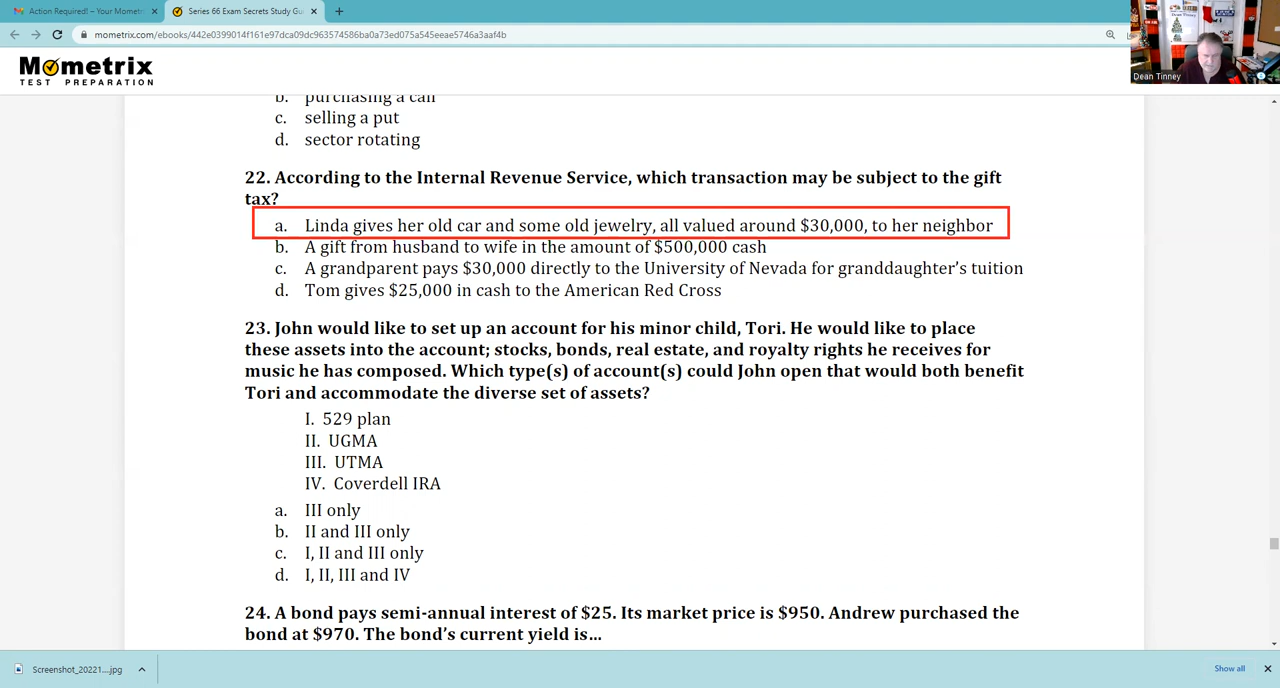 Action Required! – Your Mometri
Series 66 Exam Secrets Study Gui
mometrix.com/ebooks/442e0399014f161e97dca09dc963574586ba0a73ed075a545eeae5746a3aaf4b
Dean Tinney
Mometrix
TEST PREPARATION
b. purchasing a call
c. selling a put
d. sector rotating
22. According to the Internal Revenue Service, which transaction may be subject to the gift
tax?
a. Linda gives her old car and some old jewelry, all valued around $30,000, to her neighbor
b. A gift from husband to wife in the amount of $500,000 cash
c. A grandparent pays $30,000 directly to the University of Nevada for granddaughter's tuition
d. Tom gives $25,000 in cash to the American Red Cross
23. John would like to set up an account for his minor child, Tori. He would like to place
these assets into the account; stocks, bonds, real estate, and royalty rights he receives for
music he has composed. Which type(s) of account(s) could John open that would both benefit
Tori and accommodate the diverse set of assets?
I. 529 plan
II. UGMA
III. UTMA
IV. Coverdell IRA
a. III only
b. II and III only
c. I, II and III only
d. I, II, III and IV
24. A bond pays semi-annual interest of $25. Its market price is $950. Andrew purchased the
bond at $970. The bond's current yield is...
Screenshot_20221....jpg
Show all